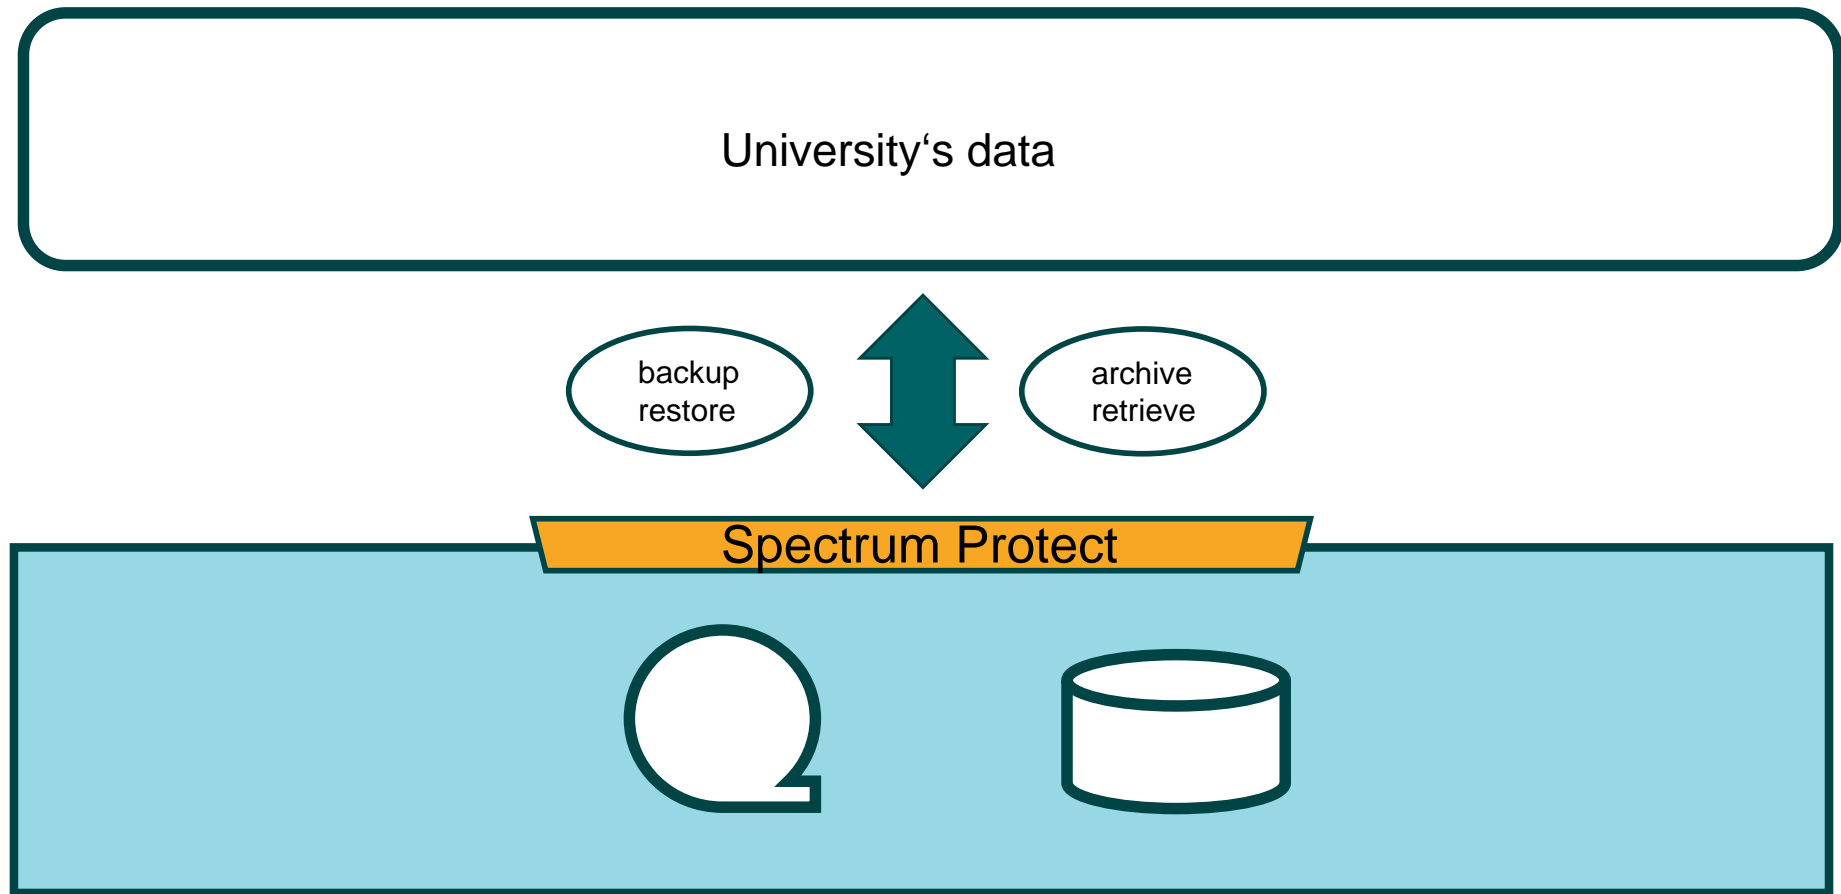 University‘s data
backup
restore
archive
retrieve
Spectrum Protect